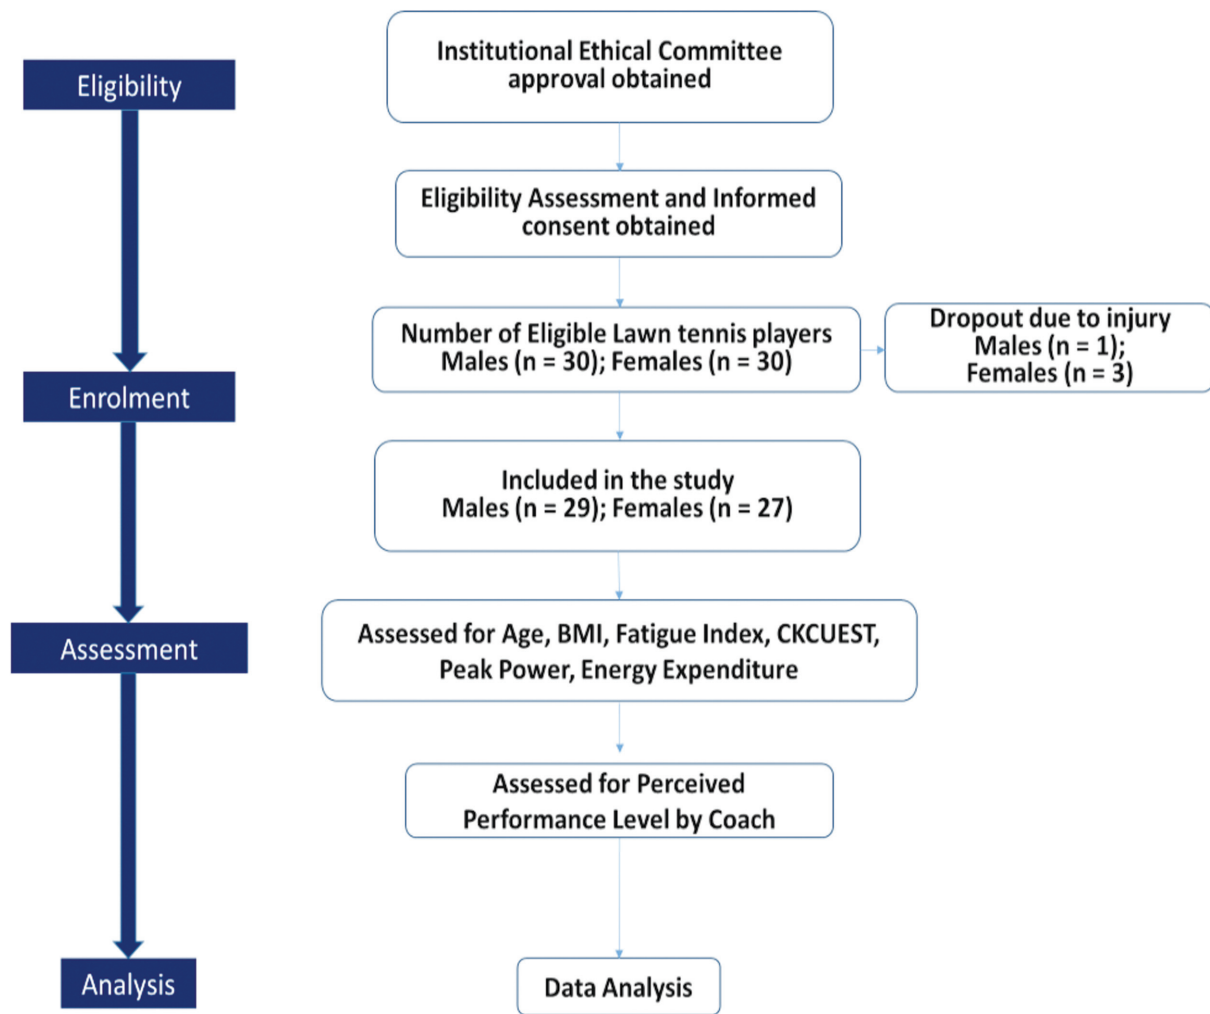 Institutional Ethical Committee
approval obtained
Eligibility
Eligibility Assessment and Informed
consent obtained
Number of Eligible Lawn tennis players
Males (n = 30); Females (n = 30)
Dropout due to injury
Males (n = 1);
Females (n = 3)
Enrolment
Included in the study
Males (n = 29); Females (n = 27)
Assessment
Assessed for Age, BMI, Fatigue Index, CKCUEST,
Peak Power, Energy Expenditure
Assessed for Perceived
Performance Level by Coach
Analysis
Data Analysis